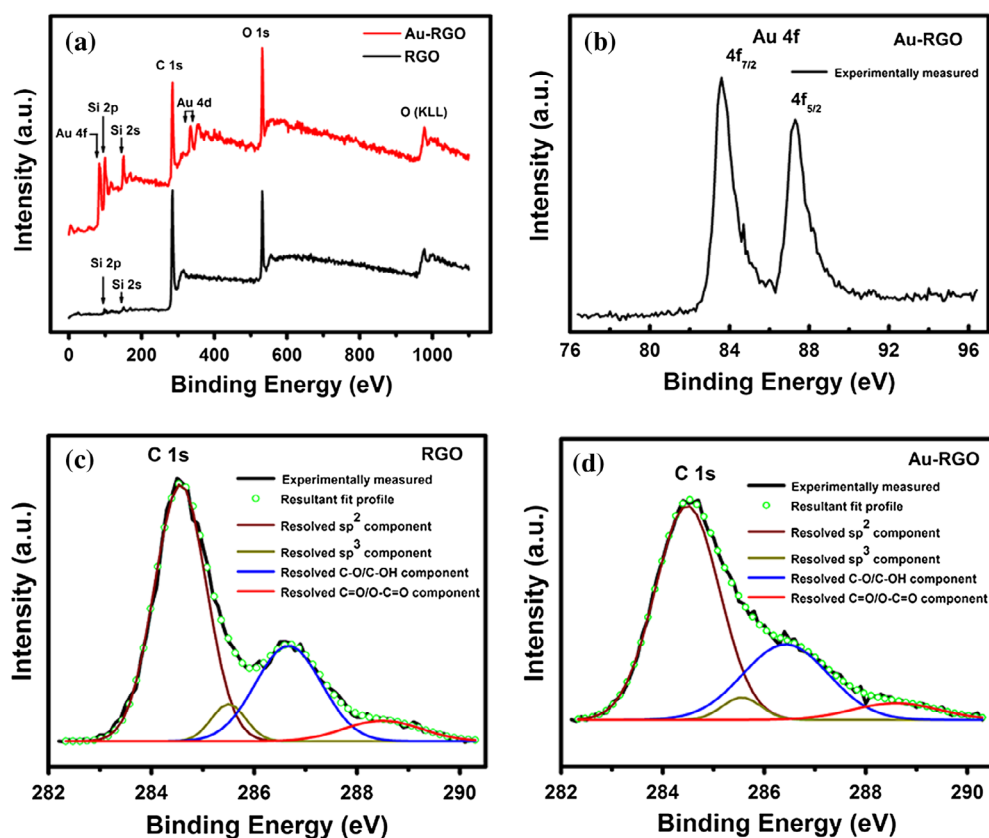 (a)
Au-RGO
RGO
O 1s
C 1s
Au 4d
Si 2p
Au 4f
Si 2s
O (KLL)
Si 2p
Si 2s
Intensity (a.u.)
0 200 400 600 800 1000
Binding Energy (eV)
(b)
Au 4f
Au-RGO
4f7/2
Experimentally measured
4f5/2
Intensity (a.u.)
76 80 84 88 92 96
Binding Energy (eV)
(c)
RGO
C 1s
Experimentally measured
Resultant fit profile
Resolved sp2 component
Resolved sp3 component
Resolved C-O/C-OH component
Resolved C=O/O-C=O component
Intensity (a.u.)
282 284 286 288 290
Binding Energy (eV)
(d)
Au-RGO
C 1s
Experimentally measured
Resultant fit profile
Resolved sp2 component
Resolved sp3 component
Resolved C-O/C-OH component
Resolved C=O/O-C=O component
Intensity (a.u.)
282 284 286 288 290
Binding Energy (eV)